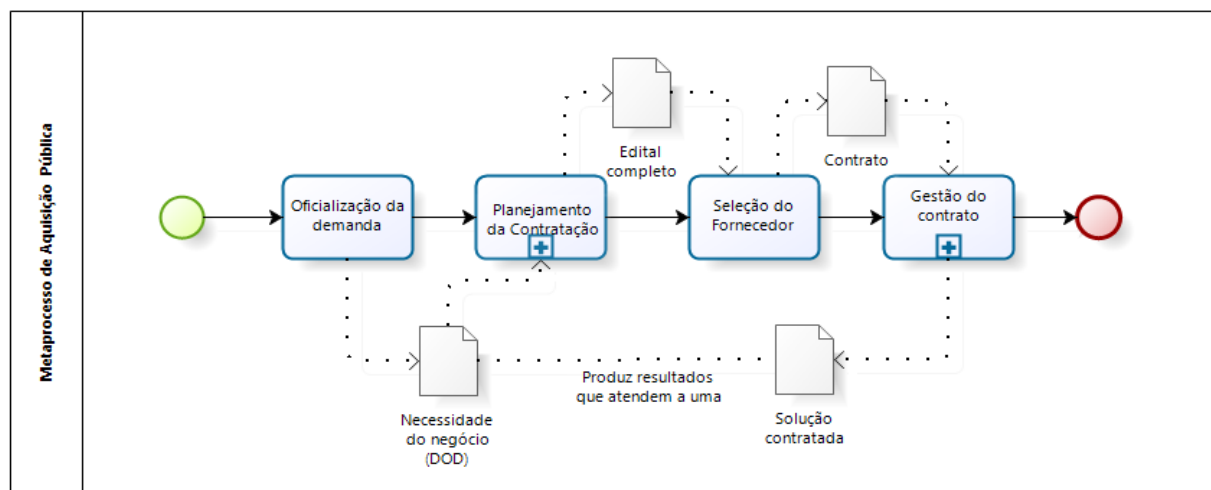 Metaprocesso de Aquisição Pública
Edital
completo
Contrato
Oficialização da
demanda
Planejamento
da Contratação
Seleção do
Fornecedor
Gestão do
contrato
Necessidade
do negócio
(DOD)
Produz resultados
que atendem a uma
Solução
contratada